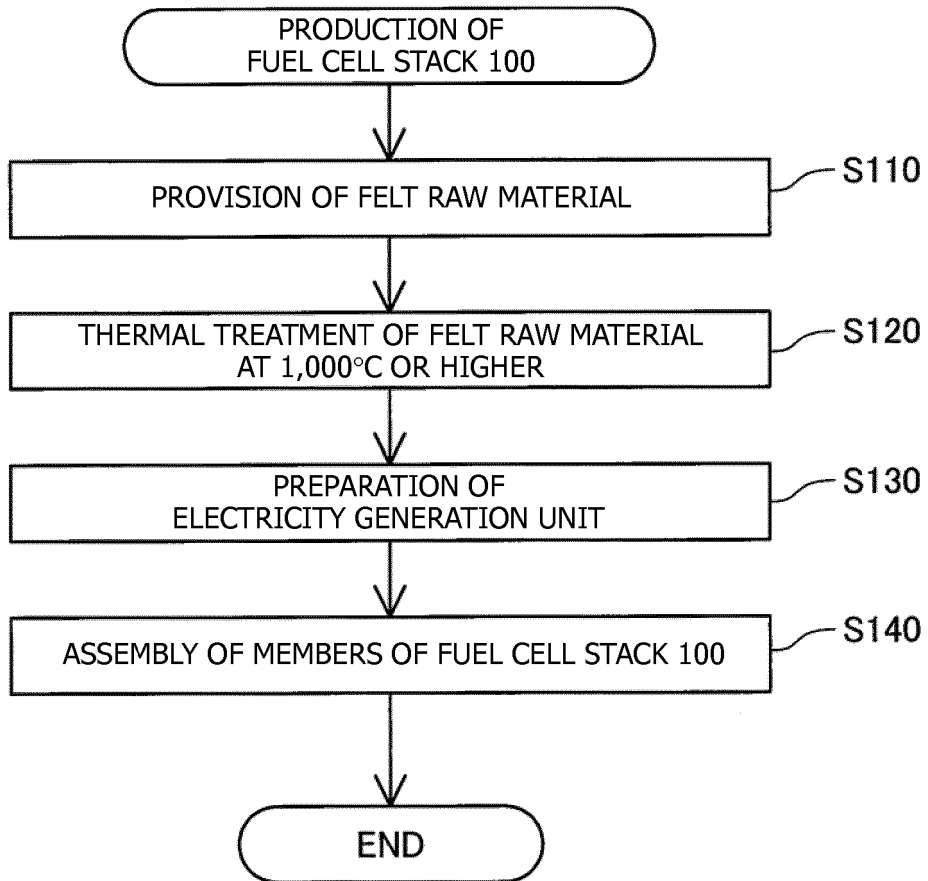 PRODUCTION OF
FUEL CELL STACK 100
S110
PROVISION OF FELT RAW MATERIAL
S120
THERMAL TREATMENT OF FELT RAW MATERIAL
AT 1,000°C OR HIGHER
S130
PREPARATION OF
ELECTRICITY GENERATION UNIT
S140
ASSEMBLY OF MEMBERS OF FUEL CELL STACK 100
END